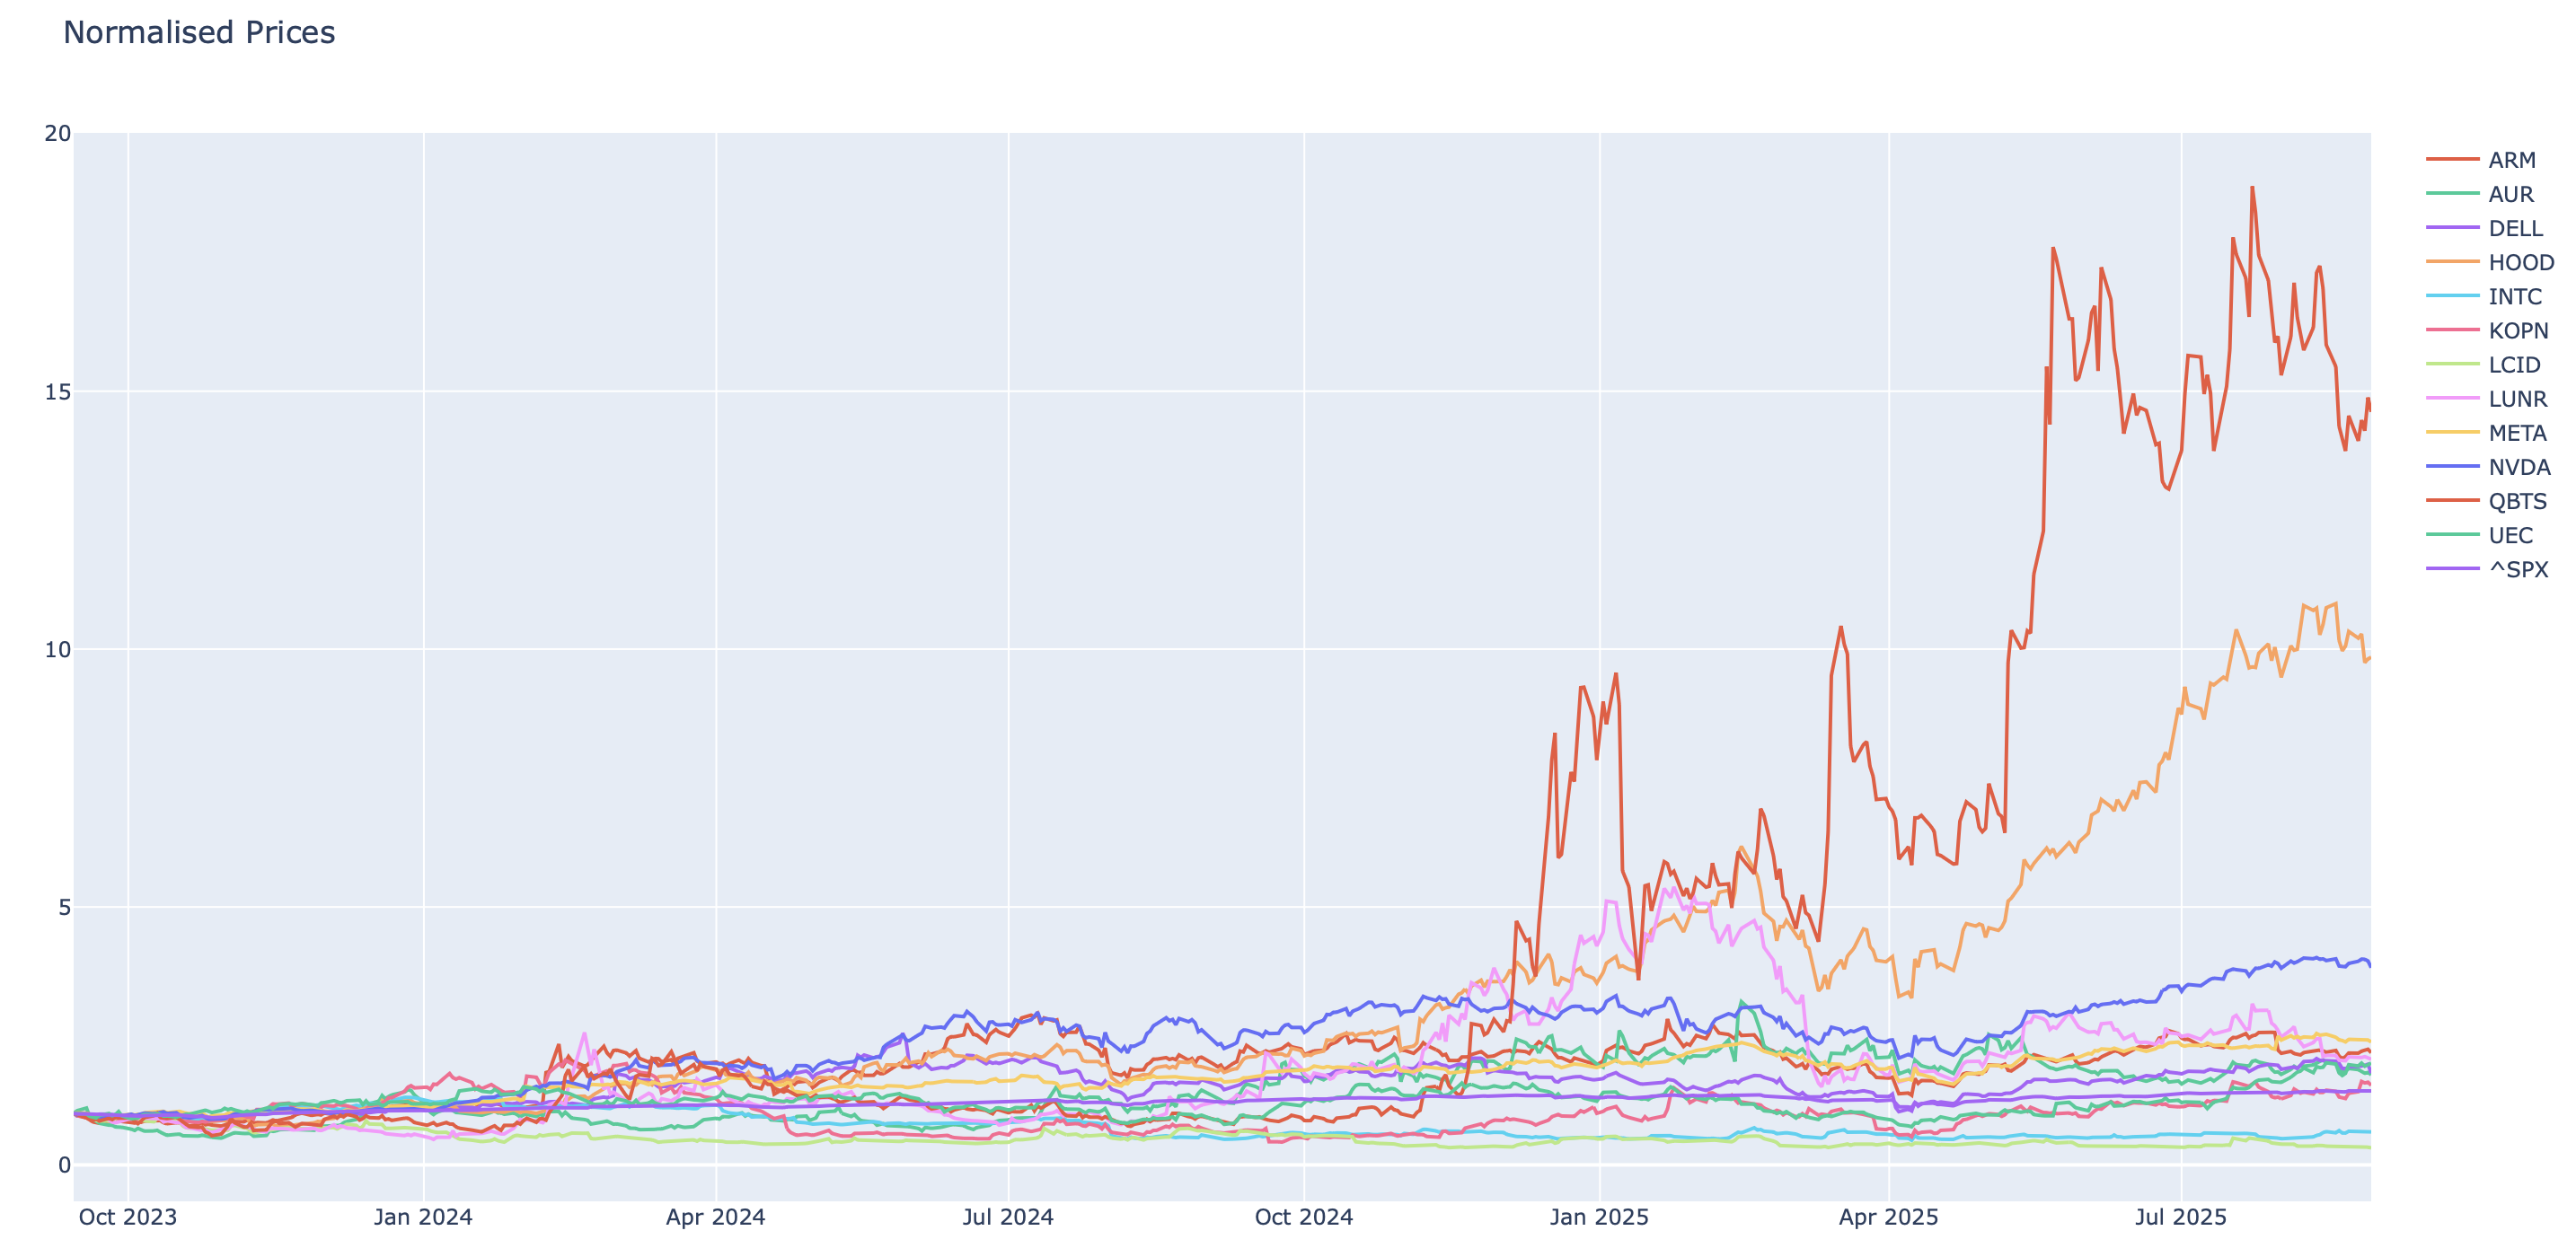 Normalised Prices
20
15
10
5
0
Oct 2023
Jan 2024
Apr 2024
Jul 2024
Oct 2024
Jan 2025
Apr 2025
Jul 2025
ARM
AUR
DELL
HOOD
INTC
KOPN
LCID
LUNR
META
NVDA
QBTS
UEC
^SPX